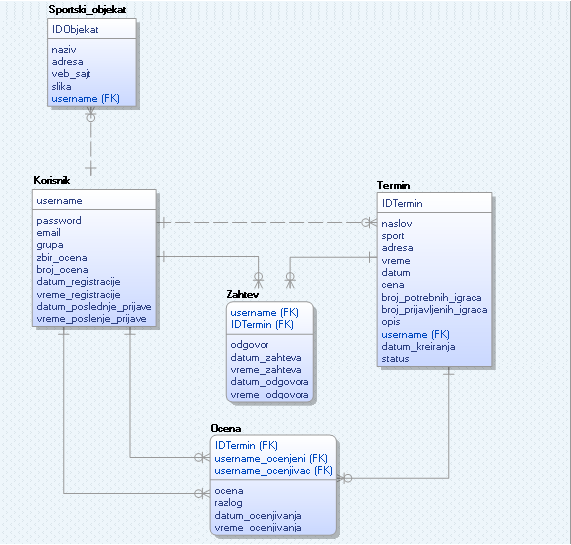 Sportski_objekat
IDObjekat
naziv
adresa
veb_sajt
slika
username (FK)
Korisnik
username
password
email
grupa
zbir_ocena
broj_ocena
datum_registracije
vreme_registracije
datum_poslednje_prijave
vreme_poslenje_prijave
Termin
IDTermin
naslov
sport
adresa
vreme
datum
cena
broj_potrebnih_igraca
broj_prijavljenih_igraca
opis
username (FK)
datum_kreiranja
status
Zahtev
username (FK)
IDTermin (FK)
odgovor
datum_zahteva
vreme_zahteva
datum_odgovora
vreme_odgovora
Ocena
IDTermin (FK)
username_ocenjeni (FK)
username_ocenjivac (FK)
ocena
razlog
datum_ocenjivanja
vreme_ocenjivanja